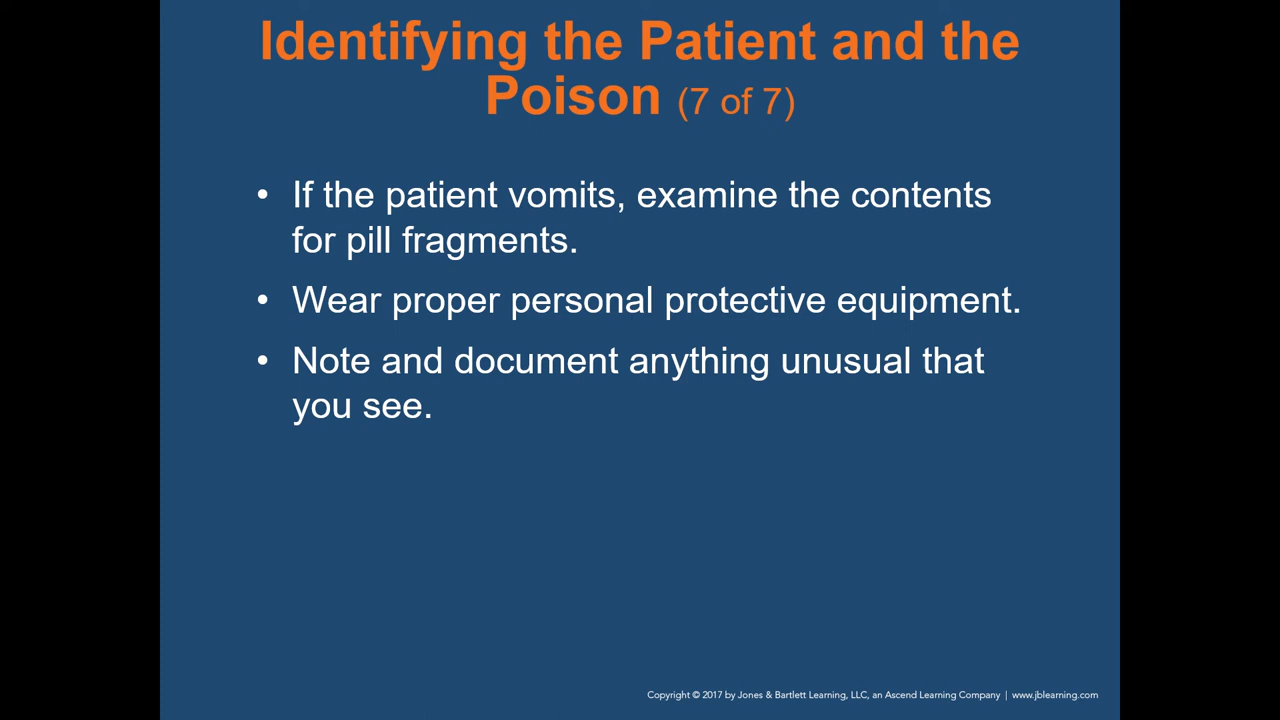 Identifying the Patient and the
Poison (7 of 7)
• If the patient vomits, examine the contents
for pill fragments.
• Wear proper personal protective equipment.
• Note and document anything unusual that
you see.
Copyright © 2017 by Jones & Bartlett Learning, LLC, an Ascend Learning Company | www.jblearning.com